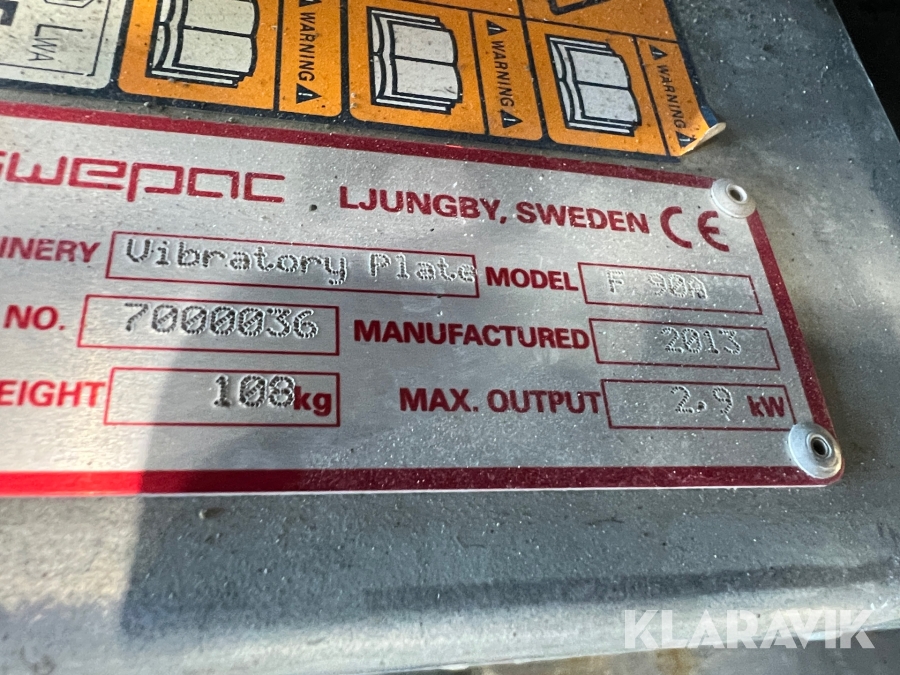 LWA
WARNING
WARNING
WARNING
swepac LJUNGBY, SWEDEN CE
INERY Vibratory Plate MODEL F 90A
NO. 7000036 MANUFACTURED 2013
EIGHT 108kg MAX. OUTPUT 2,9 kW
KLARAVIK